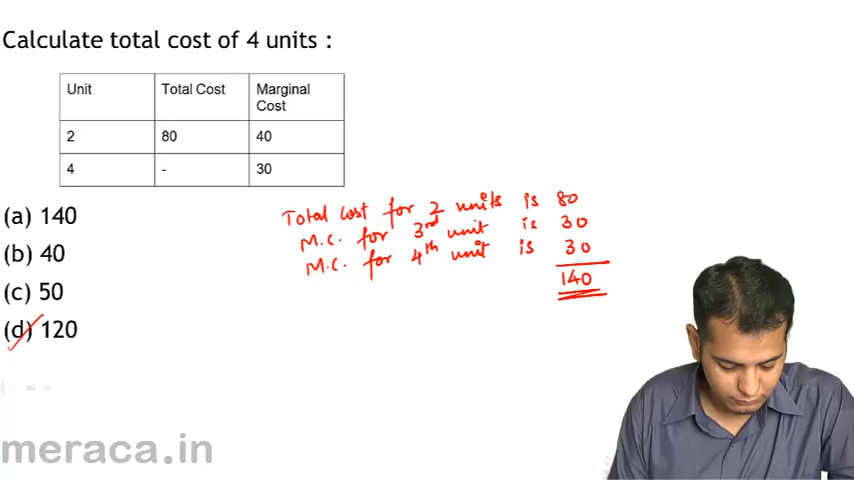 Calculate total cost of 4 units :
Unit Total Cost Marginal Cost
2 80 40
4 - 30
Total cost for 2 units is 80
M.C. for 3rd unit is 30
M.C. for 4th unit is 30
140
(a) 140
(b) 40
(c) 50
(d) 120
meraca.in